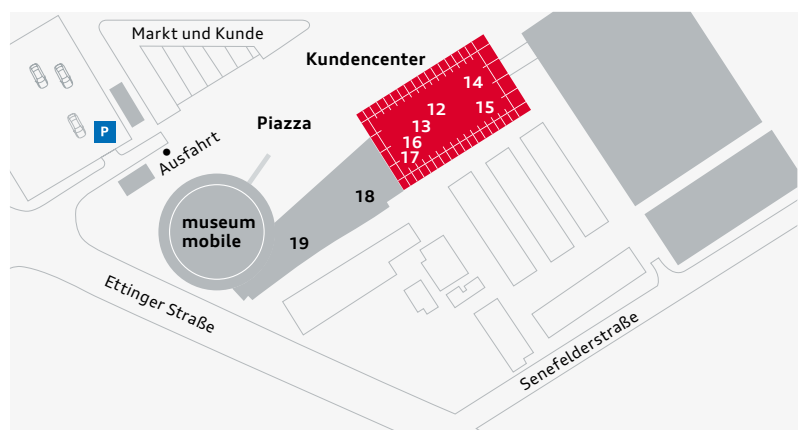 Markt und Kunde
Kundencenter
14
12
15
13
16
17
P
Piazza
Ausfahrt
18
museum
mobile
19
Ettinger Straße
Senefelderstraße